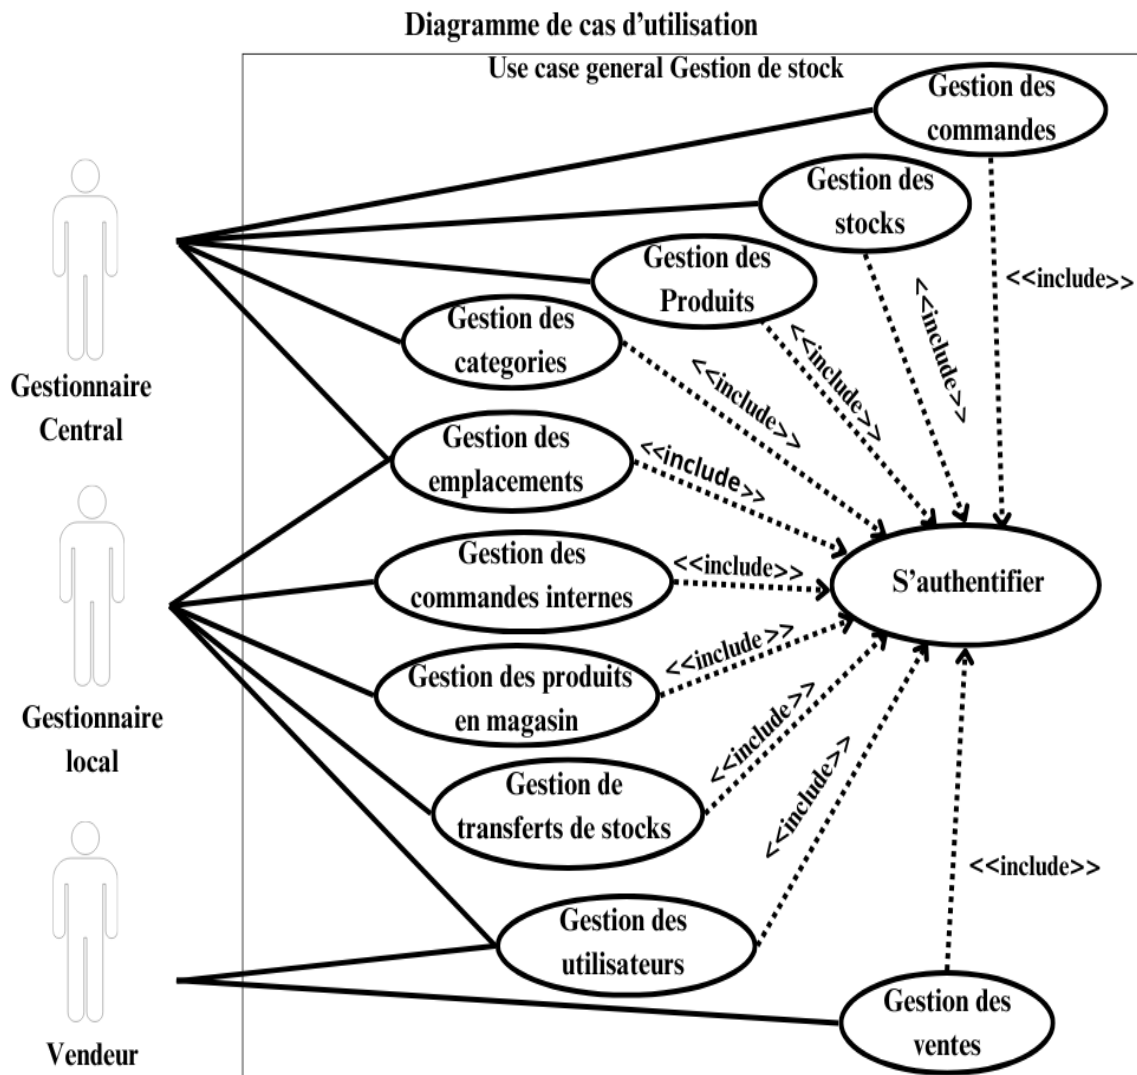 Diagramme de cas d'utilisation
Use case general Gestion de stock
Gestion des
commandes
Gestion des
stocks
Gestion des
Produits
<<include>>
<<include>>
<<include>>
Gestion des
categories
<<include>>
Gestionnaire
Central
Gestion des
emplacements
<<include>>
Gestion des
commandes internes
<<include>>
S'authentifier
Gestion des produits
en magasin
<<include>>
Gestionnaire
local
Gestion de
transferts de stocks
<<include>>
<<include>>
<<include>>
Gestion des
utilisateurs
Gestion des
ventes
Vendeur